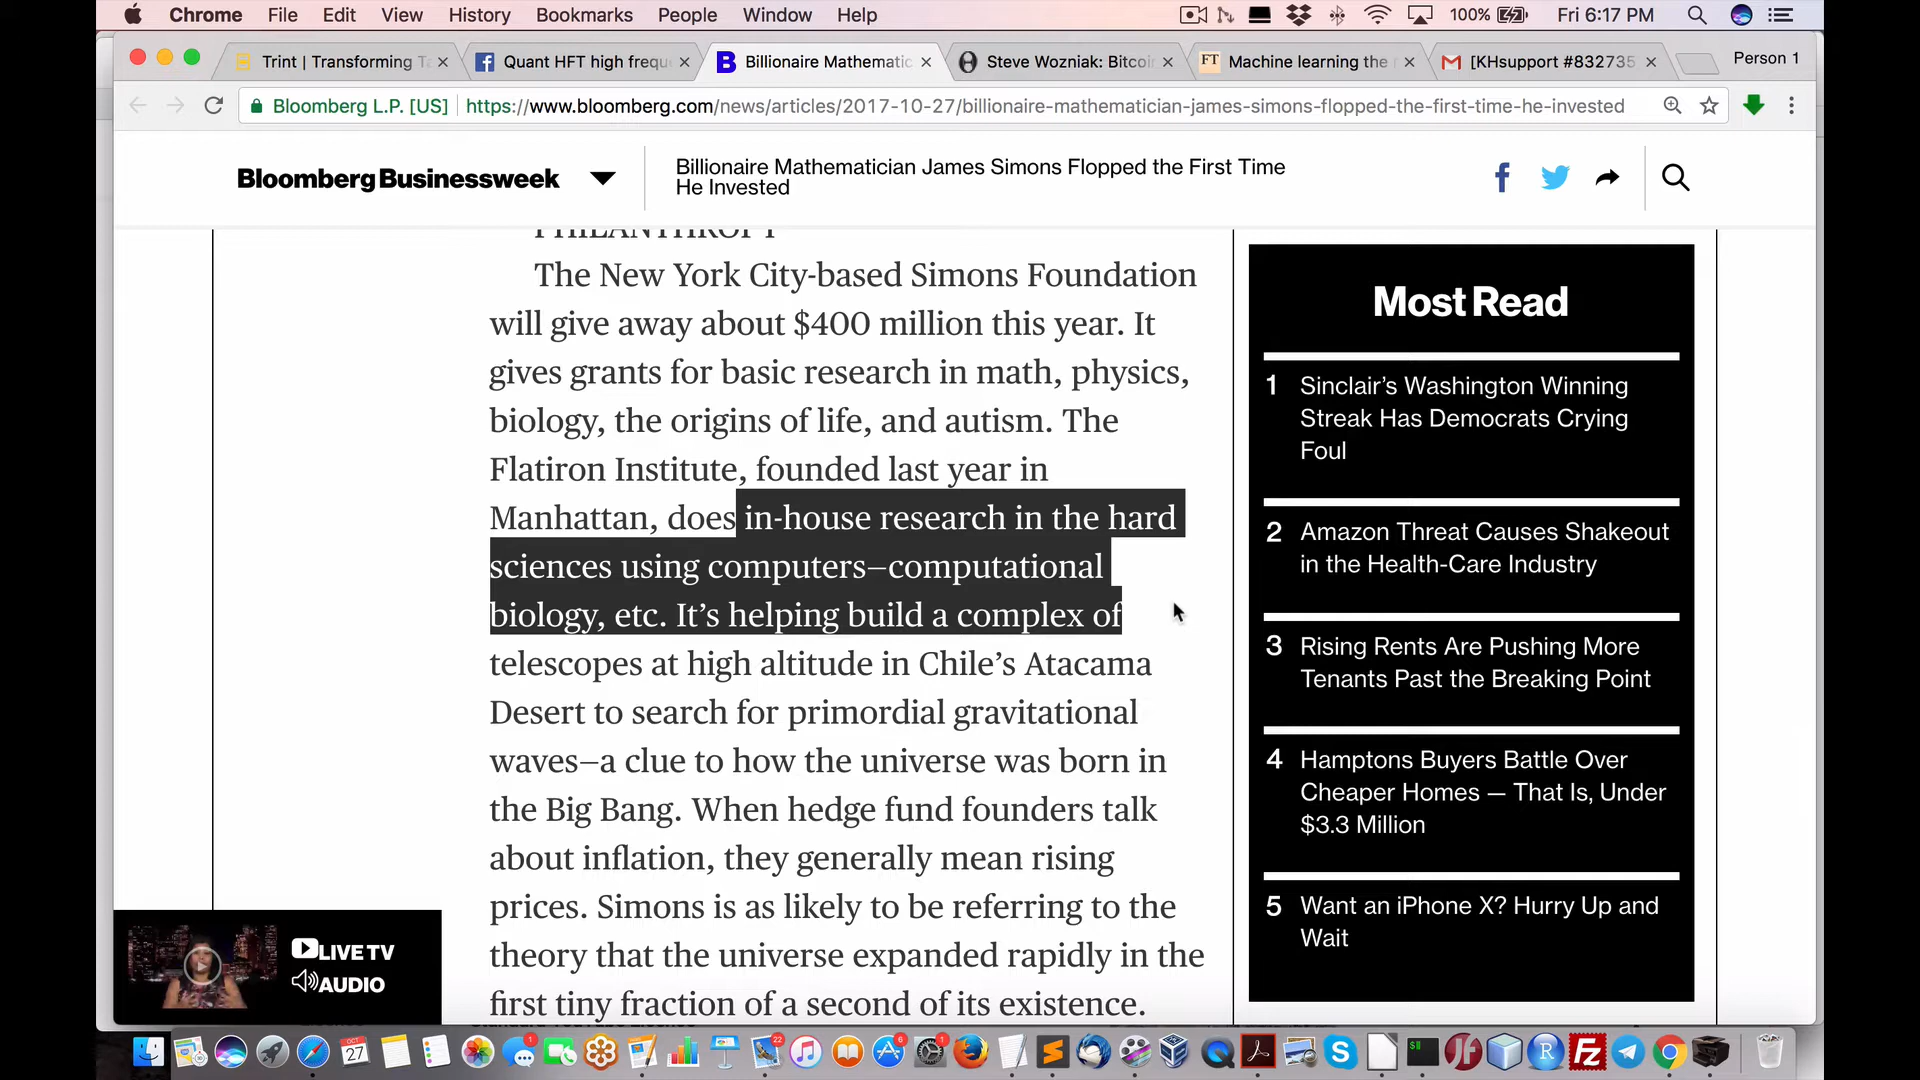 Chrome File Edit View History Bookmarks People Window Help 100% Fri 6:17 PM
Trint | Transforming Ta Quant HFT high frequ Billionaire Mathematic Steve Wozniak: Bitcoi Machine learning the [KHsupport #832735 Person 1
Bloomberg L.P. [US] https://www.bloomberg.com/news/articles/2017-10-27/billionaire-mathematician-james-simons-flopped-the-first-time-he-invested
Bloomberg Businessweek
Billionaire Mathematician James Simons Flopped the First Time
He Invested
PHILANTHROPY
The New York City-based Simons Foundation
will give away about $400 million this year. It
gives grants for basic research in math, physics,
biology, the origins of life, and autism. The
Flatiron Institute, founded last year in
Manhattan, does in-house research in the hard
sciences using computers—computational
biology, etc. It’s helping build a complex of
telescopes at high altitude in Chile’s Atacama
Desert to search for primordial gravitational
waves—a clue to how the universe was born in
the Big Bang. When hedge fund founders talk
about inflation, they generally mean rising
prices. Simons is as likely to be referring to the
theory that the universe expanded rapidly in the
first tiny fraction of a second of its existence.
Most Read
1 Sinclair’s Washington Winning
Streak Has Democrats Crying
Foul
2 Amazon Threat Causes Shakeout
in the Health-Care Industry
3 Rising Rents Are Pushing More
Tenants Past the Breaking Point
4 Hamptons Buyers Battle Over
Cheaper Homes — That Is, Under
$3.3 Million
5 Want an iPhone X? Hurry Up and
Wait
LIVE TV
AUDIO
OCT
27